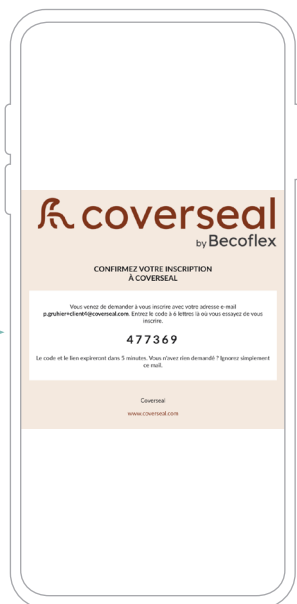 coverseal
by Becoflex
CONFIRMEZ VOTRE INSCRIPTION
À COVERSEAL
Vous venez de demander à vous inscrire avec votre adresse e-mail
p.gruhier+client4@coverseal.com. Entrez le code à 6 lettres là où vous essayez de vous
inscrire.
477369
Le code et le lien expireront dans 5 minutes. Vous n'avez rien demandé ? Ignorez simplement
ce mail.
Coverseal
www.coverseal.com